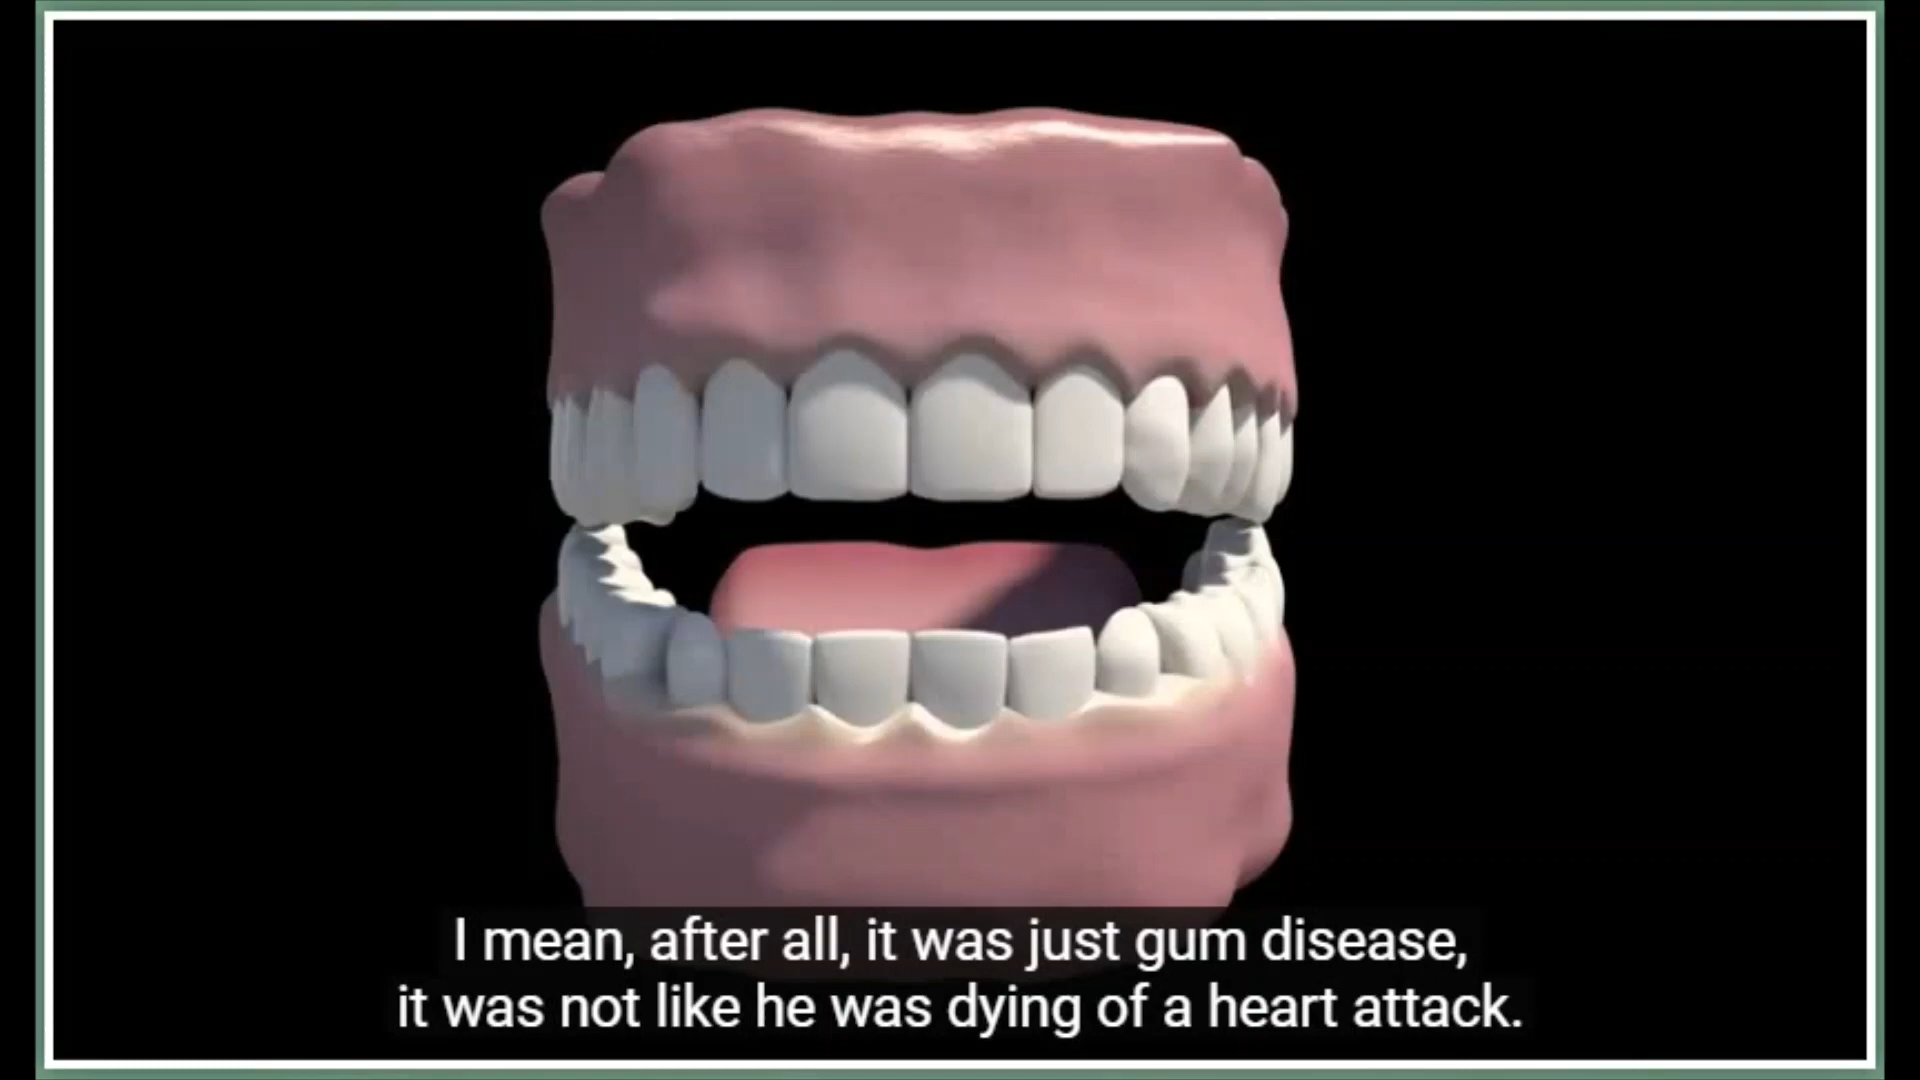 I mean, after all, it was just gum disease,
it was not like he was dying of a heart attack.